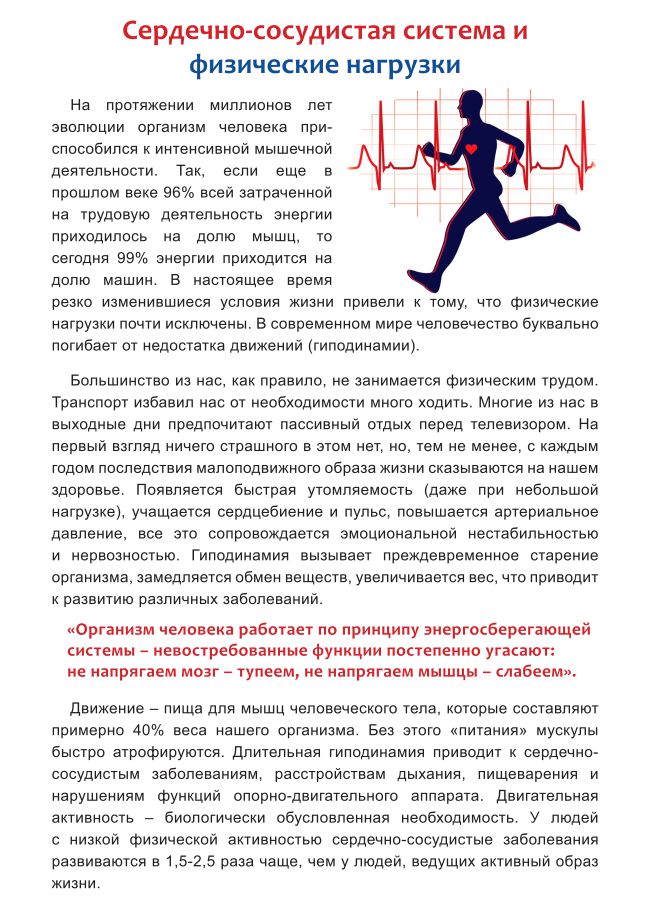 Сердечно-сосудистая система и
физические нагрузки
На протяжении миллионов лет
эволюции организм человека при-
способился к интенсивной мышечной
деятельности. Так, если еще в
прошлом веке 96% всей затраченной
на трудовую деятельность энергии
приходилось на долю мышц, то
сегодня 99% энергии приходится на
долю машин. В настоящее время
резко изменившиеся условия жизни привели к тому, что физические
нагрузки почти исключены. В современном мире человечество буквально
погибает от недостатка движений (гиподинамии).
Большинство из нас, как правило, не занимается физическим трудом.
Транспорт избавил нас от необходимости много ходить. Многие из нас в
выходные дни предпочитают пассивный отдых перед телевизором. На
первый взгляд ничего страшного в этом нет, но, тем не менее, с каждым
годом последствия малоподвижного образа жизни сказываются на нашем
здоровье. Появляется быстрая утомляемость (даже при небольшой
нагрузке), учащается сердцебиение и пульс, повышается артериальное
давление, все это сопровождается эмоциональной нестабильностью
и нервозностью. Гиподинамия вызывает преждевременное старение
организма, замедляется обмен веществ, увеличивается вес, что приводит
к развитию различных заболеваний.
«Организм человека работает по принципу энергосберегающей
системы – невостребованные функции постепенно угасают:
не напрягаем мозг – тупеем, не напрягаем мышцы – слабеем».
Движение – пища для мышц человеческого тела, которые составляют
примерно 40% веса нашего организма. Без этого «питания» мускулы
быстро атрофируются. Длительная гиподинамия приводит к сердечно-
сосудистым заболеваниям, расстройствам дыхания, пищеварения и
нарушениям функций опорно-двигательного аппарата. Двигательная
активность – биологически обусловленная необходимость. У людей
с низкой физической активностью сердечно-сосудистые заболевания
развиваются в 1,5-2,5 раза чаще, чем у людей, ведущих активный образ
жизни.